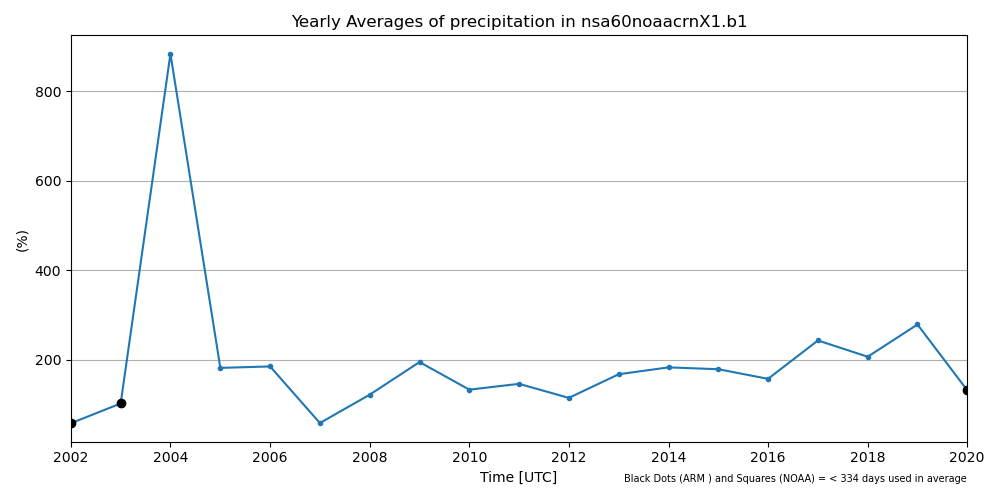 Yearly Averages of precipitation in nsa60noaacrnX1.b1
800
600
400
200
(%)
2002 2004 2006 2008 2010 2012 2014 2016 2018 2020
Time [UTC]
Black Dots (ARM ) and Squares (NOAA) = < 334 days used in average